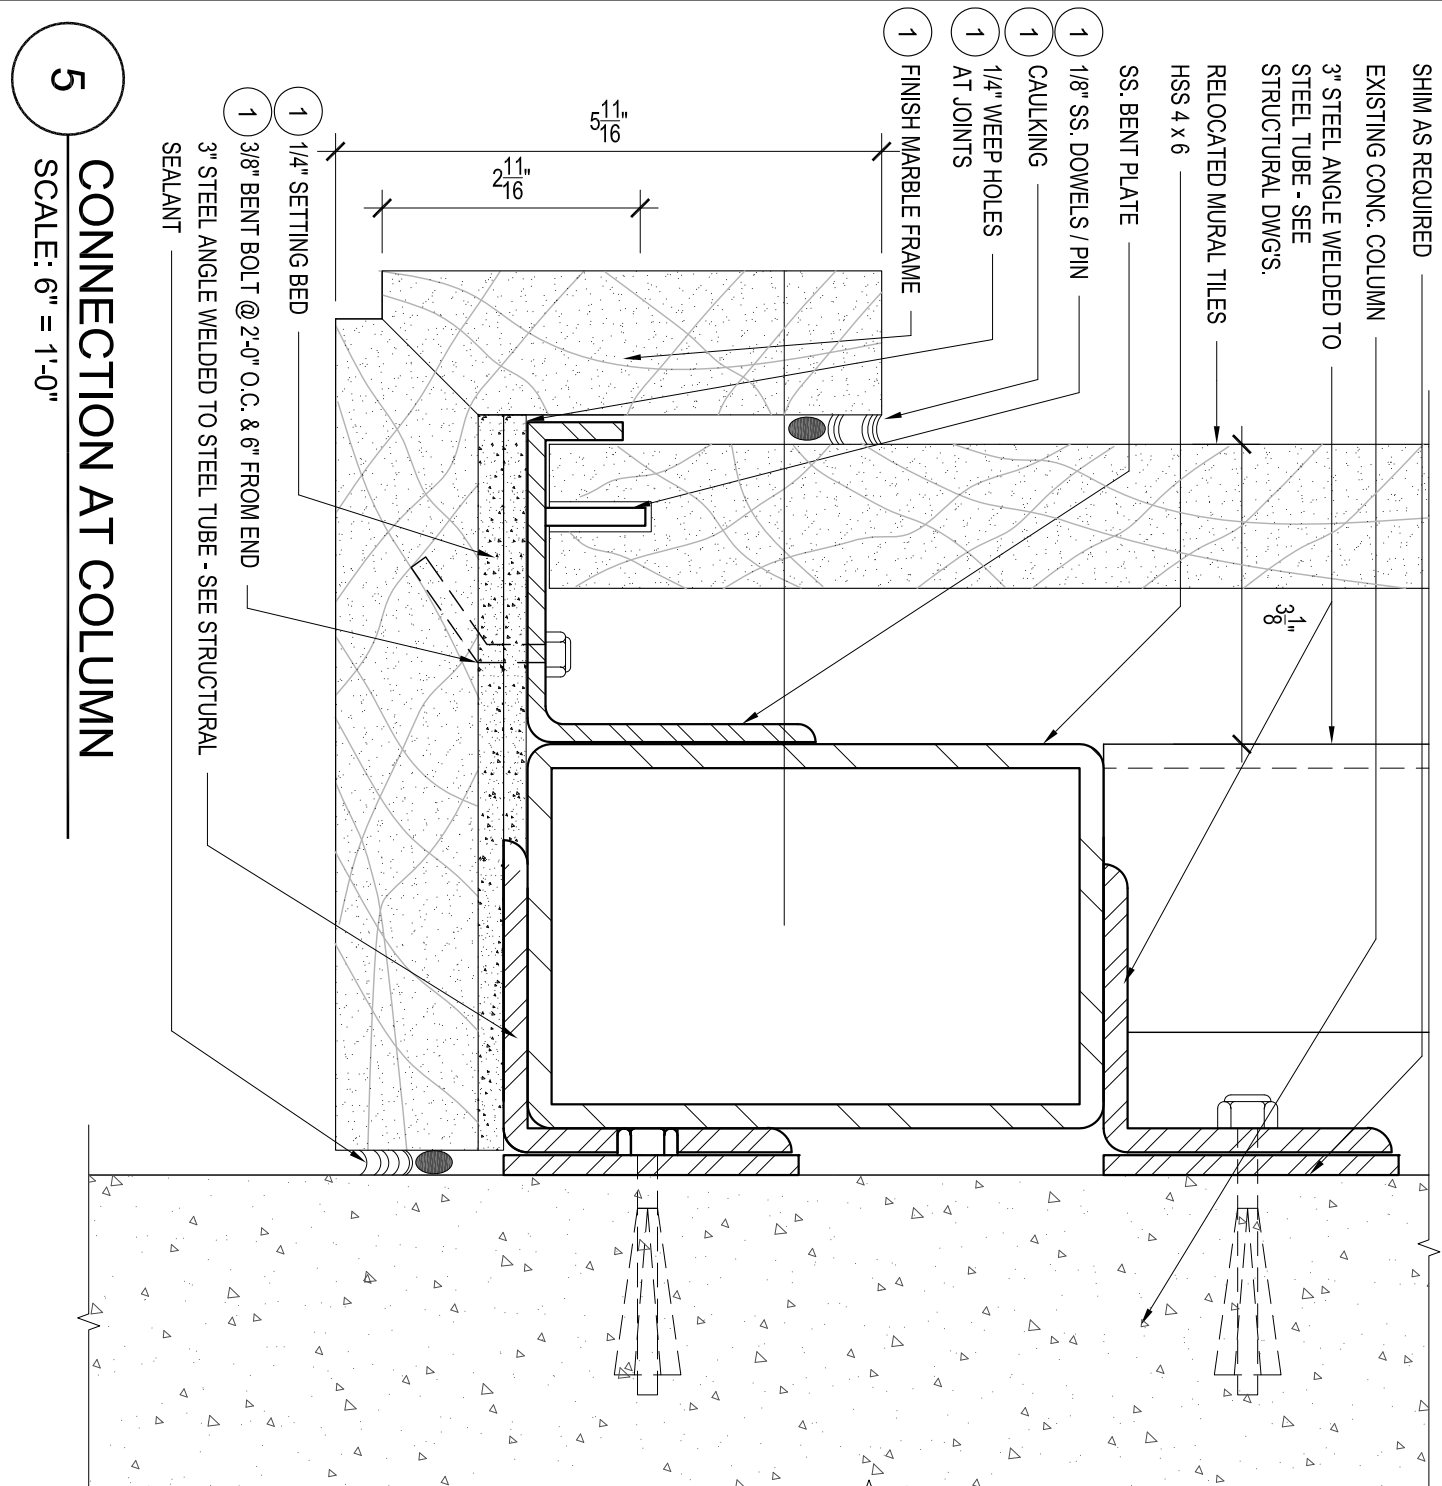 SHIM AS REQUIRED
EXISTING CONC. COLUMN
3" STEEL ANGLE WELDED TO
STEEL TUBE - SEE
STRUCTURAL DWG'S.
RELOCATED MURAL TILES
HSS 4 x 6
SS. BENT PLATE
1 1/8" SS. DOWELS / PIN
1 CAULKING
1 1/4" WEEP HOLES
AT JOINTS
1 FINISH MARBLE FRAME
5 11/16"
2 11/16"
3 1/8"
1 1/4" SETTING BED
1 3/8" BENT BOLT @ 2'-0" O.C. & 6" FROM END
3" STEEL ANGLE WELDED TO STEEL TUBE - SEE STRUCTURAL
SEALANT
5 CONNECTION AT COLUMN
SCALE: 6" = 1'-0"